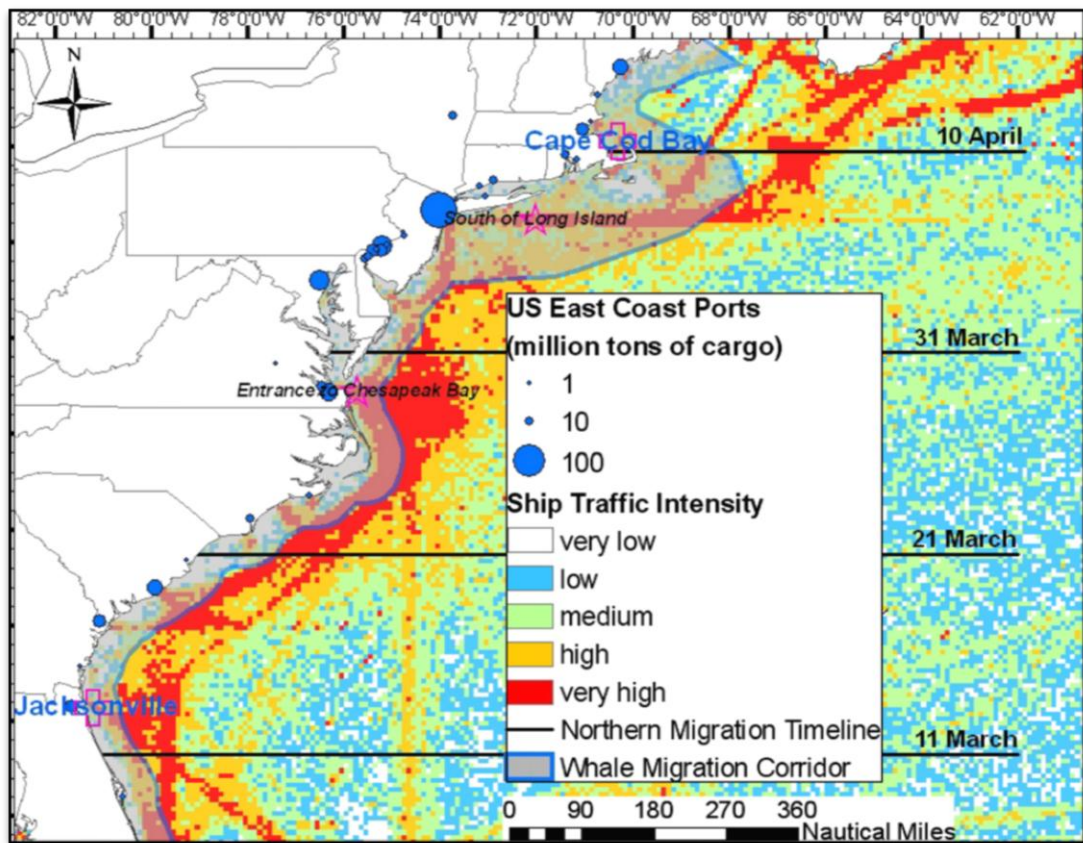 82°0'0"W 80°0'0"W 78°0'0"W 76°0'0"W 74°0'0"W 72°0'0"W 70°0'0"W 68°0'0"W 66°0'0"W 64°0'0"W 62°0'0"W
N
10 April
Cape Cod Bay
South of Long Island
US East Coast Ports
(million tons of cargo)
1
10
100
31 March
Entrance to Chesapeak Bay
Ship Traffic Intensity
very low
low
medium
high
very high
Northern Migration Timeline
Whale Migration Corridor
21 March
Jacksonville
11 March
0 90 180 270 360
Nautical Miles